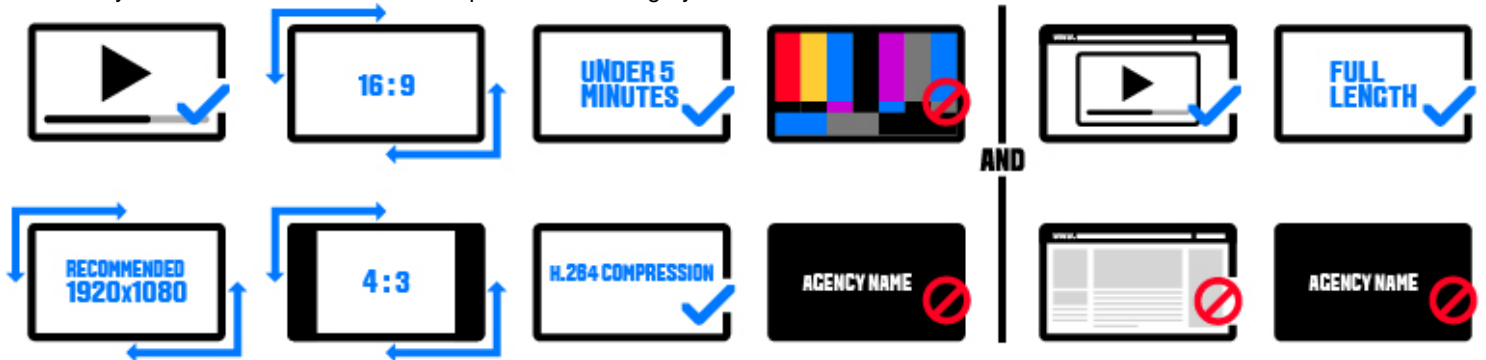 16:9
UNDER 5
MINUTES
FULL
LENGTH
AND
RECOMMENDED
1920x1080
4:3
H.264 COMPRESSION
AGENCY NAME
AGENCY NAME